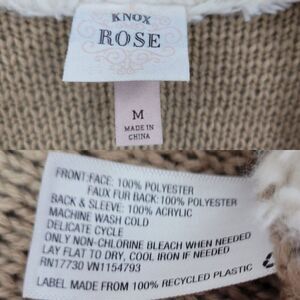 KNOX
ROSE
M
MADE IN
CHINA
FRONT:FACE: 100% POLYESTER
FAUX FUR BACK: 100% POLYESTER
BACK & SLEEVE: 100% ACRYLIC
MACHINE WASH COLD
DELICATE CYCLE
ONLY NON-CHLORINE BLEACH WHEN NEEDED
LAY FLAT TO DRY, COOL IRON IF NEEDED
RN17730 VN1154793
LABEL MADE FROM 100% RECYCLED PLASTIC